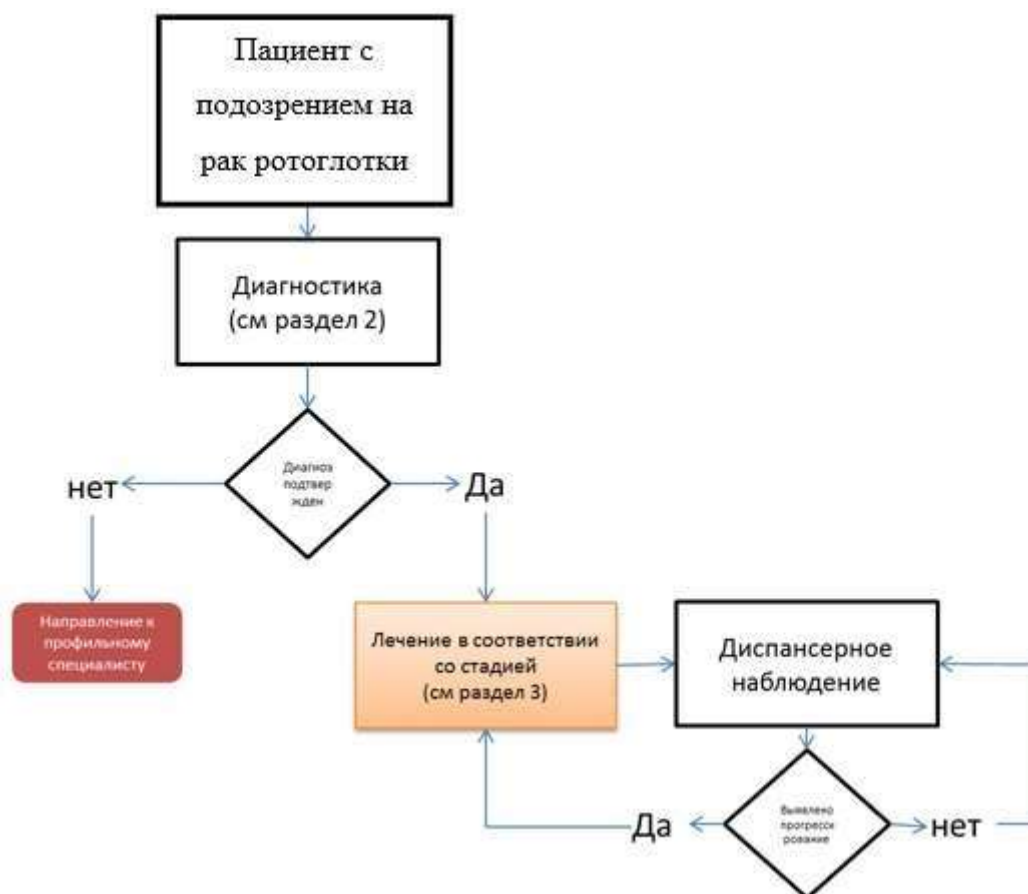 Пациент с
подозрением на
рак ротоглотки
Диагностика
(см раздел 2)
Диагноз
подтвер
жден
нет
Да
Направление к
профильному
специалисту
Лечение в соответствии
со стадией
(см раздел 3)
Диспансерное
наблюдение
Выявлено
прогресси
рование
Да
нет